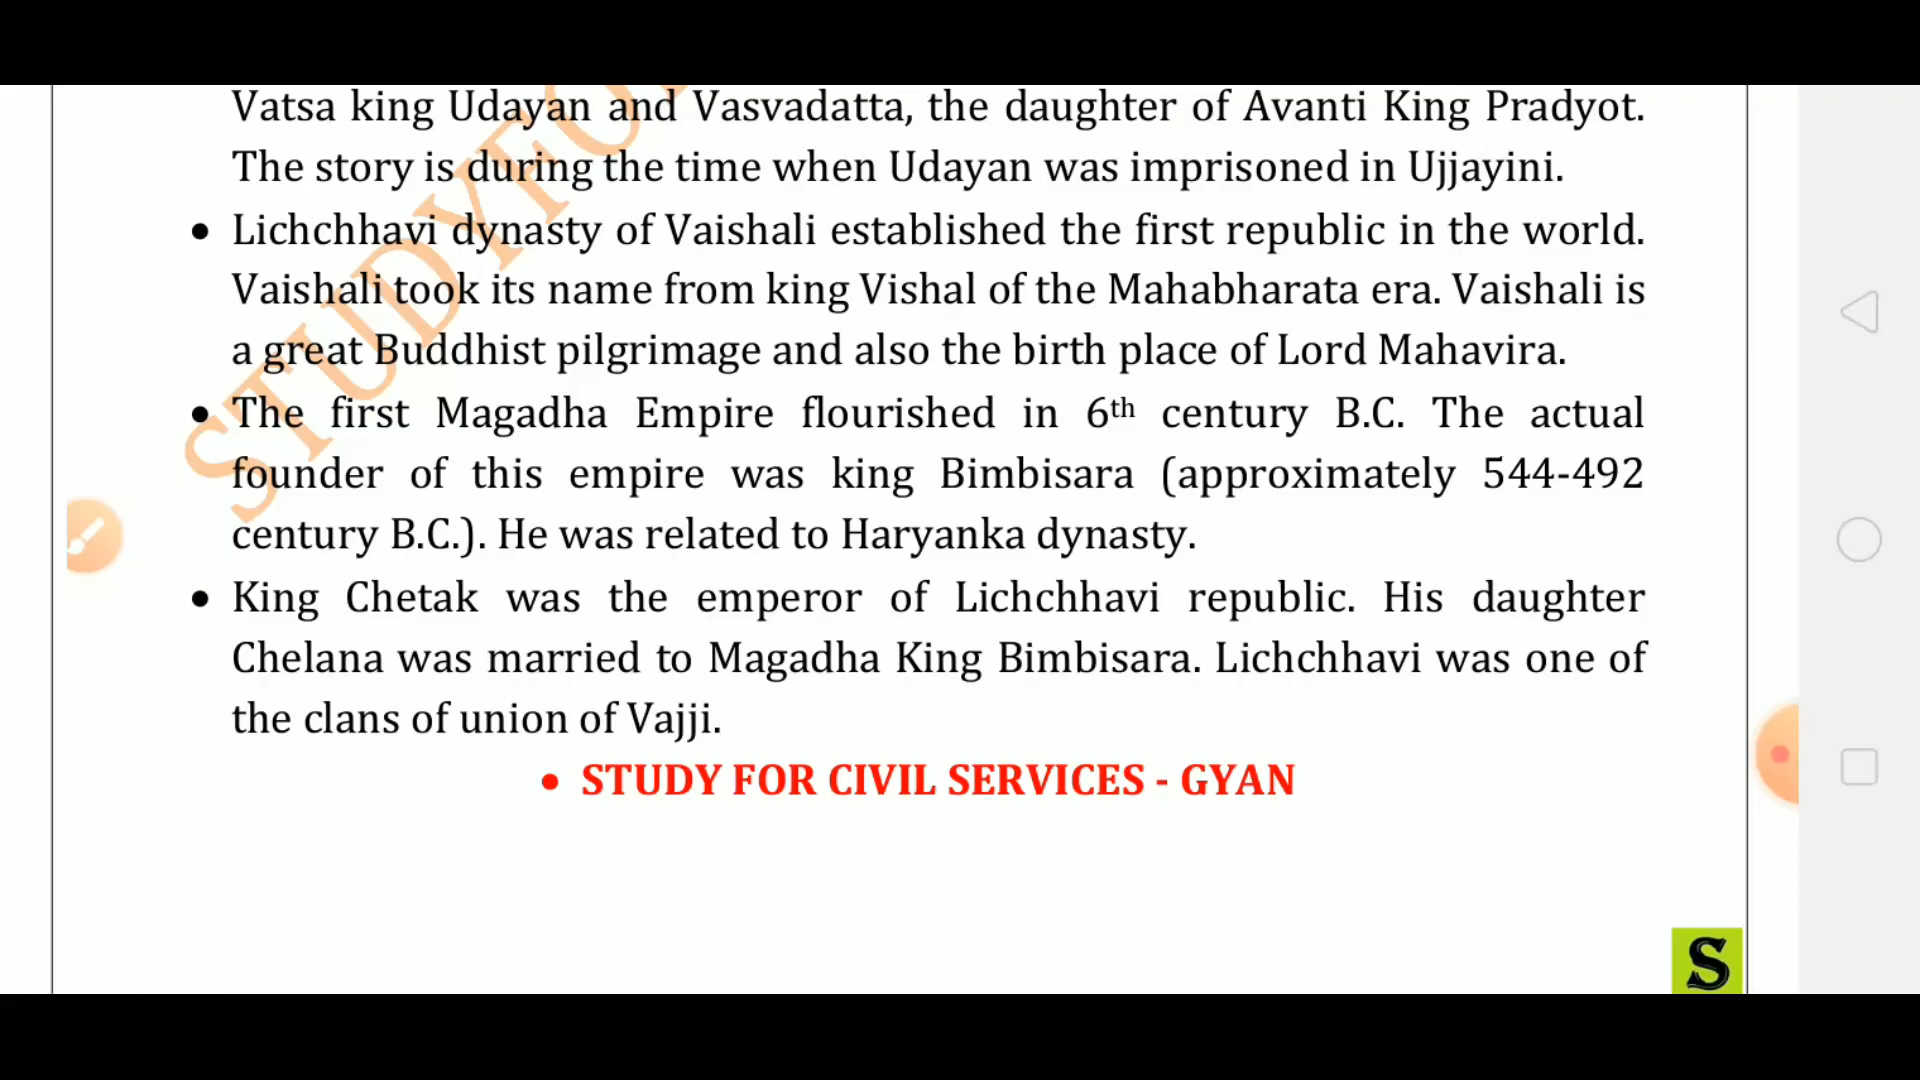 Vatsa king Udayan and Vasvadatta, the daughter of Avanti King Pradyot.
The story is during the time when Udayan was imprisoned in Ujjayini.
• Lichchhavi dynasty of Vaishali established the first republic in the world.
Vaishali took its name from king Vishal of the Mahabharata era. Vaishali is
a great Buddhist pilgrimage and also the birth place of Lord Mahavira.
• The first Magadha Empire flourished in 6th century B.C. The actual
founder of this empire was king Bimbisara (approximately 544-492
century B.C.). He was related to Haryanka dynasty.
• King Chetak was the emperor of Lichchhavi republic. His daughter
Chelana was married to Magadha King Bimbisara. Lichchhavi was one of
the clans of union of Vajji.
• STUDY FOR CIVIL SERVICES - GYAN
STUDYFO
S